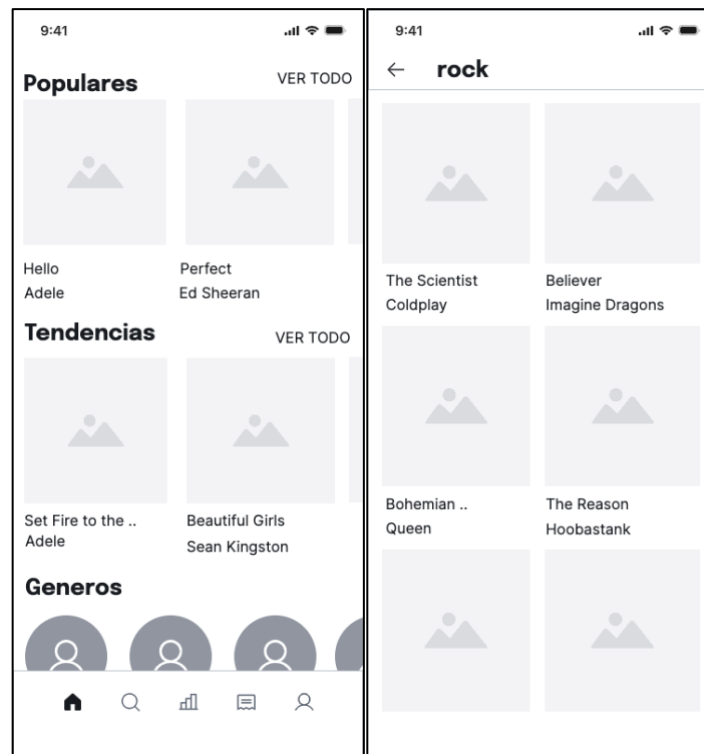 9:41
Populares
VER TODO
Hello
Adele
Perfect
Ed Sheeran
Tendencias
VER TODO
Set Fire to the ..
Adele
Beautiful Girls
Sean Kingston
Generos
9:41
rock
The Scientist
Coldplay
Believer
Imagine Dragons
Bohemian ..
Queen
The Reason
Hoobastank